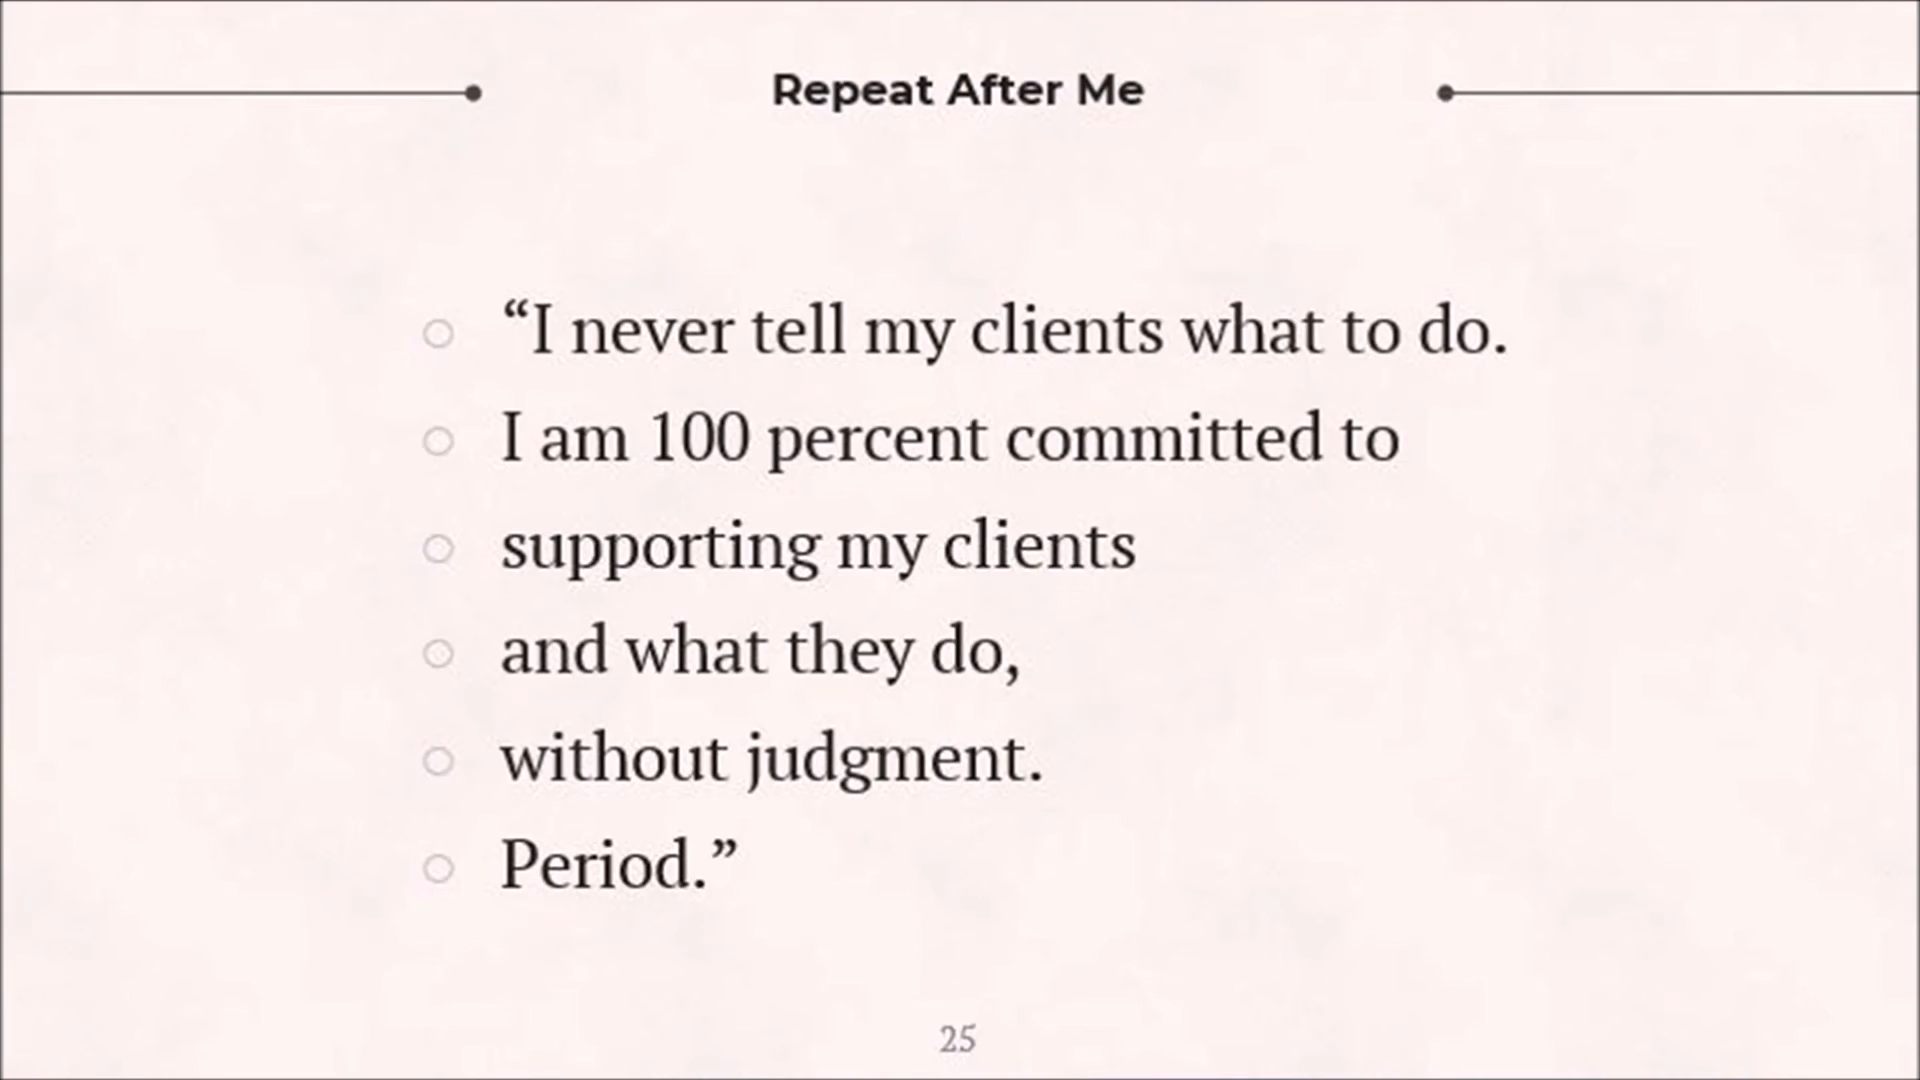 Repeat After Me
“I never tell my clients what to do.
I am 100 percent committed to
supporting my clients
and what they do,
without judgment.
Period.”
25